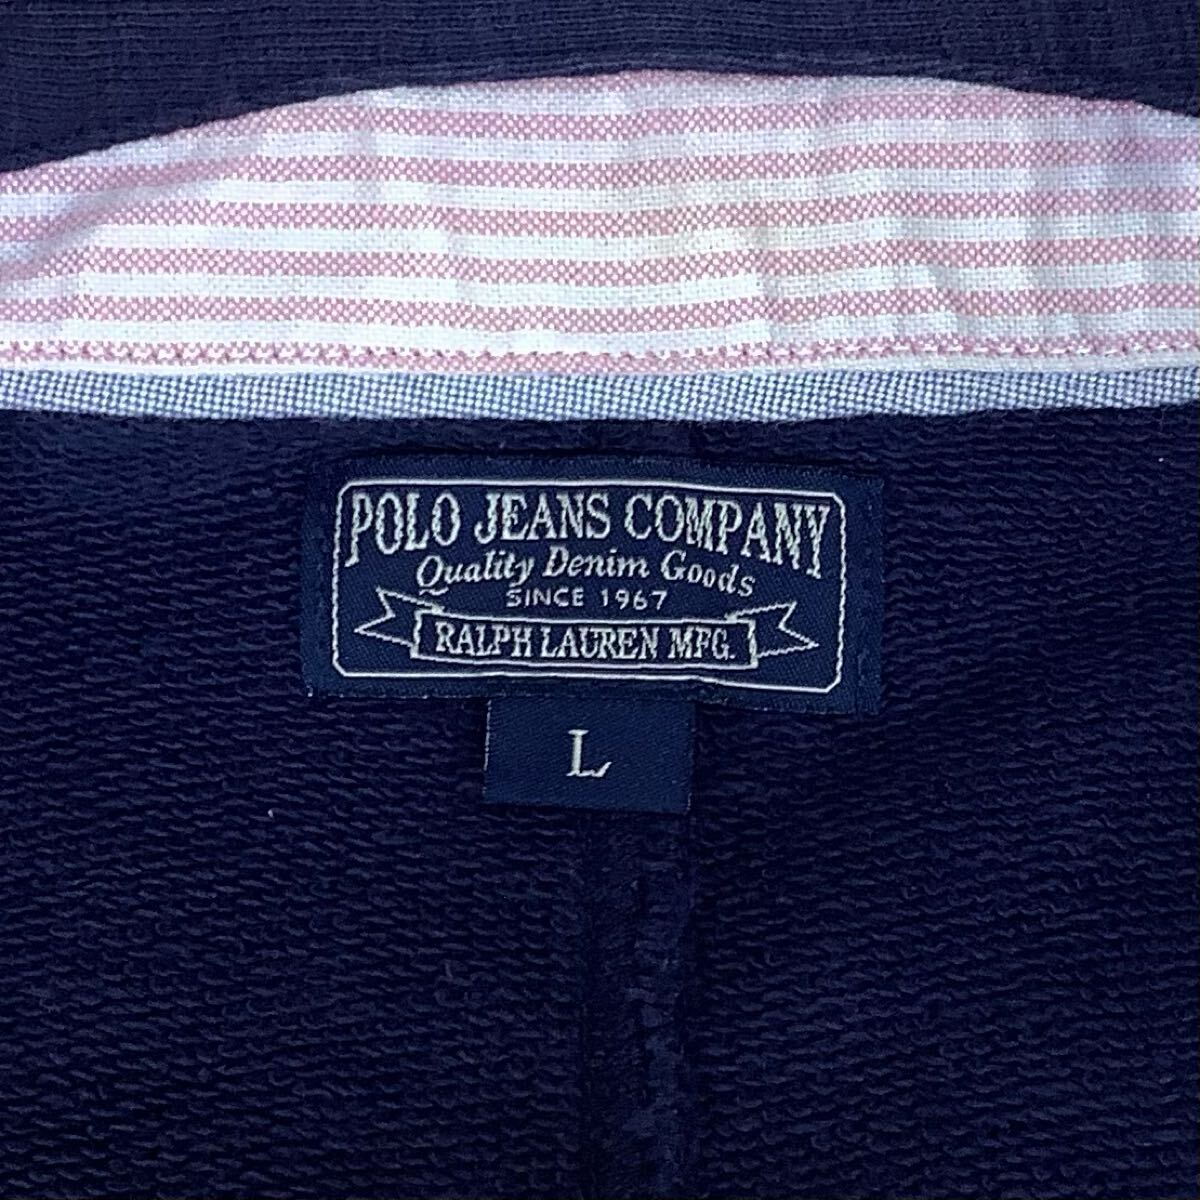 POLO JEANS COMPANY
Quality Denim Goods
SINCE 1967
RALPH LAUREN MFG.
L